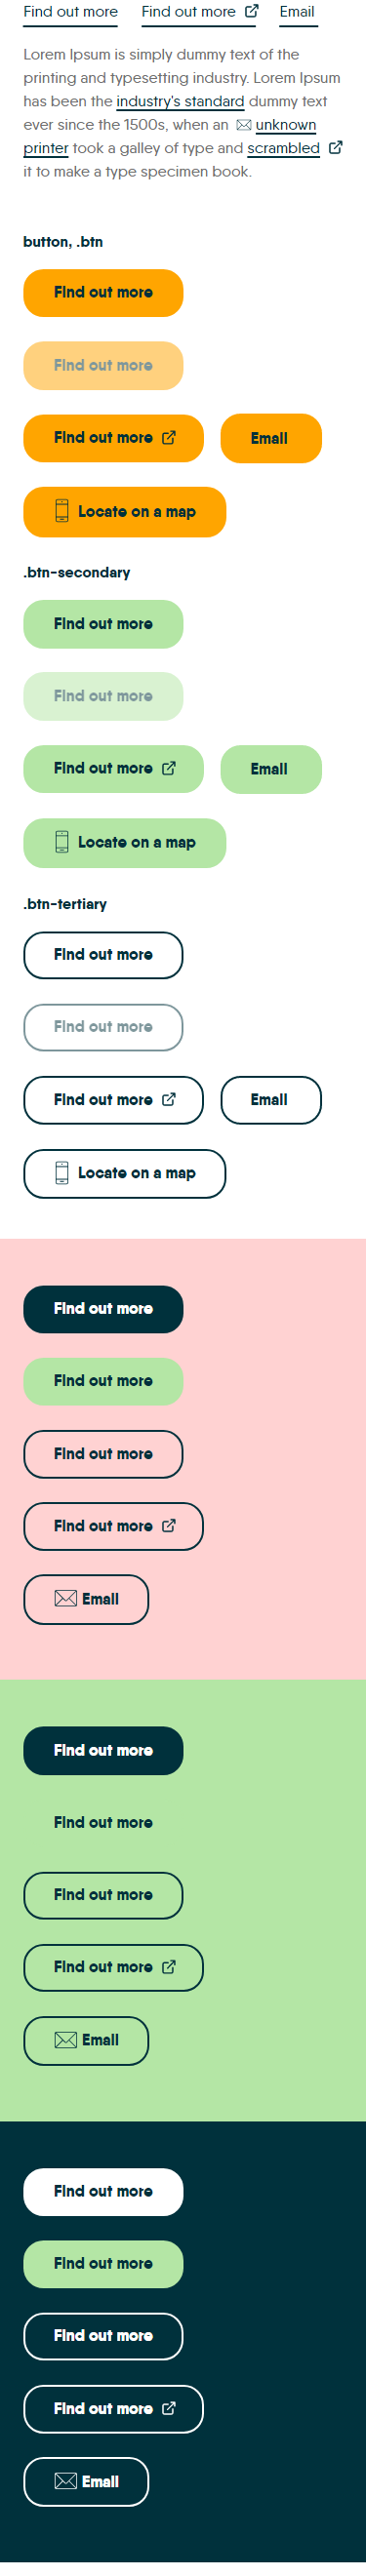 Find out more Find out more Email
Lorem Ipsum is simply dummy text of the
printing and typesetting industry. Lorem Ipsum
has been the industry's standard dummy text
ever since the 1500s, when an unknown
printer took a galley of type and scrambled
it to make a type specimen book.
button, .btn
Find out more
Find out more
Find out more Email
Locate on a map
.btn-secondary
Find out more
Find out more
Find out more Email
Locate on a map
.btn-tertiary
Find out more
Find out more
Find out more Email
Locate on a map
Find out more
Find out more
Find out more
Find out more
Email
Find out more
Find out more
Find out more
Find out more
Email
Find out more
Find out more
Find out more
Find out more
Email